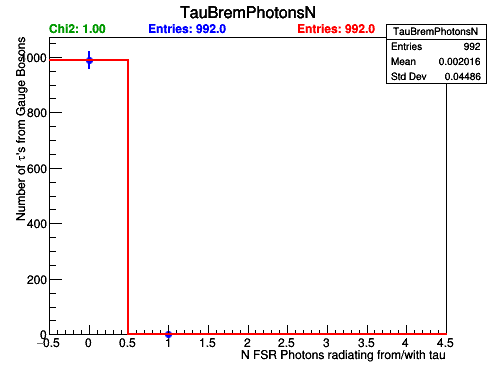 TauBremPhotonsN
Chi2: 1.00 Entries: 992.0 Entries: 992.0
TauBremPhotonsN
Entries 992
Mean 0.002016
Std Dev 0.04486
Number of τ's from Gauge Bosons
1000
800
600
400
200
0
−0.5 0 0.5 1 1.5 2 2.5 3 3.5 4 4.5
N FSR Photons radiating from/with tau